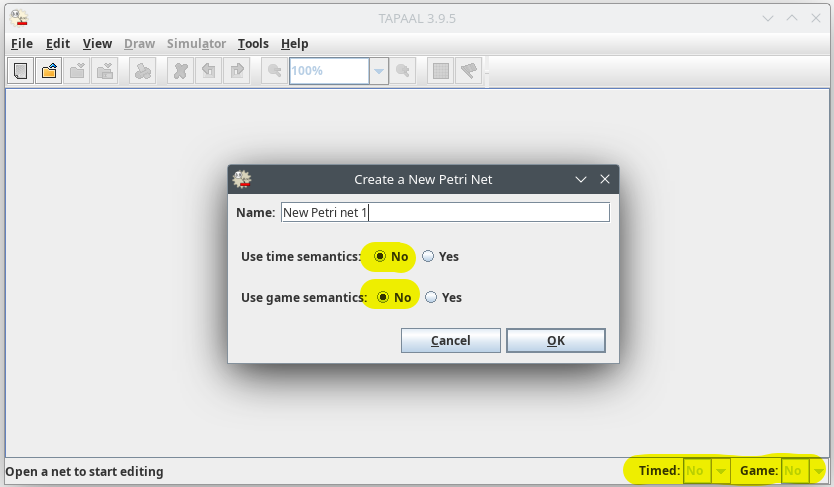 TAPAAL 3.9.5
File Edit View Draw Simulator Tools Help
100%
Create a New Petri Net
Name: New Petri net 1
Use time semantics: No Yes
Use game semantics: No Yes
Cancel OK
Open a net to start editing Timed: No Game: No